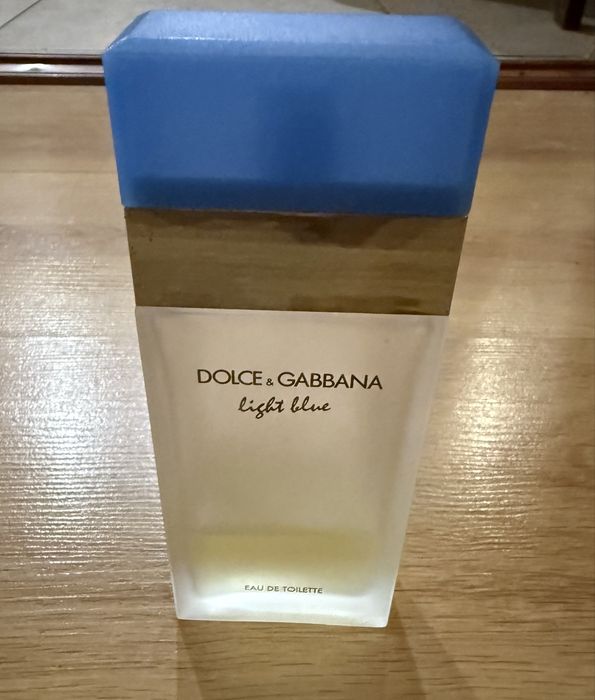 DOLCE & GABBANA
light blue
EAU DE TOILETTE